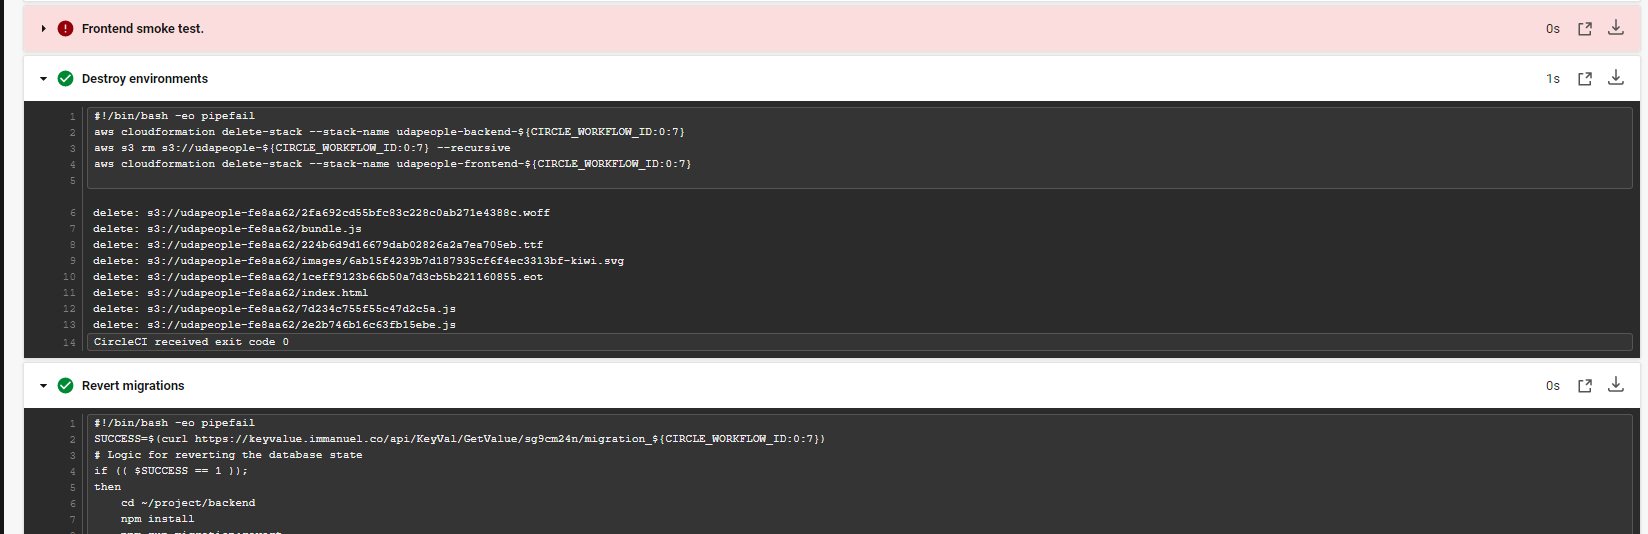 Frontend smoke test.
0s
Destroy environments
1s
1 #!/bin/bash -eo pipefail
2 aws cloudformation delete-stack --stack-name udapeople-backend-${CIRCLE_WORKFLOW_ID:0:7}
3 aws s3 rm s3://udapeople-${CIRCLE_WORKFLOW_ID:0:7} --recursive
4 aws cloudformation delete-stack --stack-name udapeople-frontend-${CIRCLE_WORKFLOW_ID:0:7}
5
6 delete: s3://udapeople-fe8aa62/2fa692cd55bfc83c228c0ab271e4388c.woff
7 delete: s3://udapeople-fe8aa62/bundle.js
8 delete: s3://udapeople-fe8aa62/224b6d9d16679dab02826a2a7ea705eb.ttf
9 delete: s3://udapeople-fe8aa62/images/6ab15f4239b7d187935cf6f4ec3313bf-kiwi.svg
10 delete: s3://udapeople-fe8aa62/1ceff9123b66b50a7d3cb5b221160855.eot
11 delete: s3://udapeople-fe8aa62/index.html
12 delete: s3://udapeople-fe8aa62/7d234c755f55c47d2c5a.js
13 delete: s3://udapeople-fe8aa62/2e2b746b16c63fb15ebe.js
14 CircleCI received exit code 0
Revert migrations
0s
1 #!/bin/bash -eo pipefail
2 SUCCESS=$(curl https://keyvalue.immanuel.co/api/KeyVal/GetValue/sg9cm24n/migration_${CIRCLE_WORKFLOW_ID:0:7})
3 # Logic for reverting the database state
4 if (( $SUCCESS == 1 ));
5 then
6 cd ~/project/backend
7 npm install